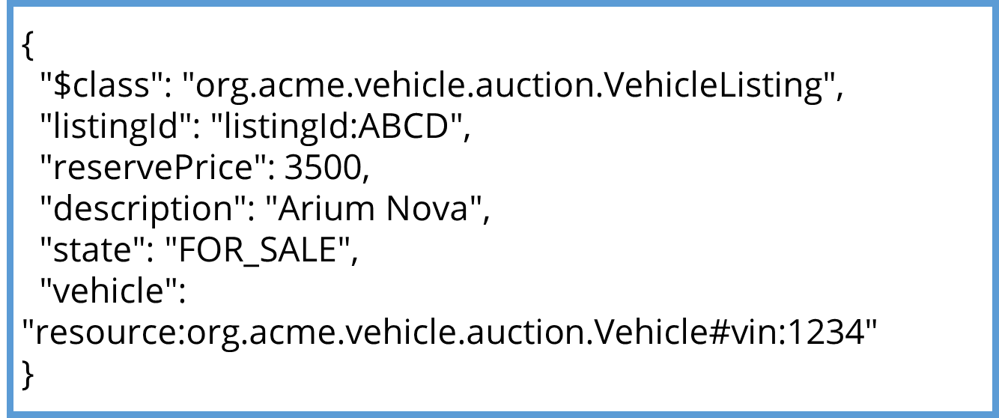 {
"$class": "org.acme.vehicle.auction.VehicleListing",
"listingId": "listingId:ABCD",
"reservePrice": 3500,
"description": "Arium Nova",
"state": "FOR_SALE",
"vehicle":
"resource:org.acme.vehicle.auction.Vehicle#vin:1234"
}